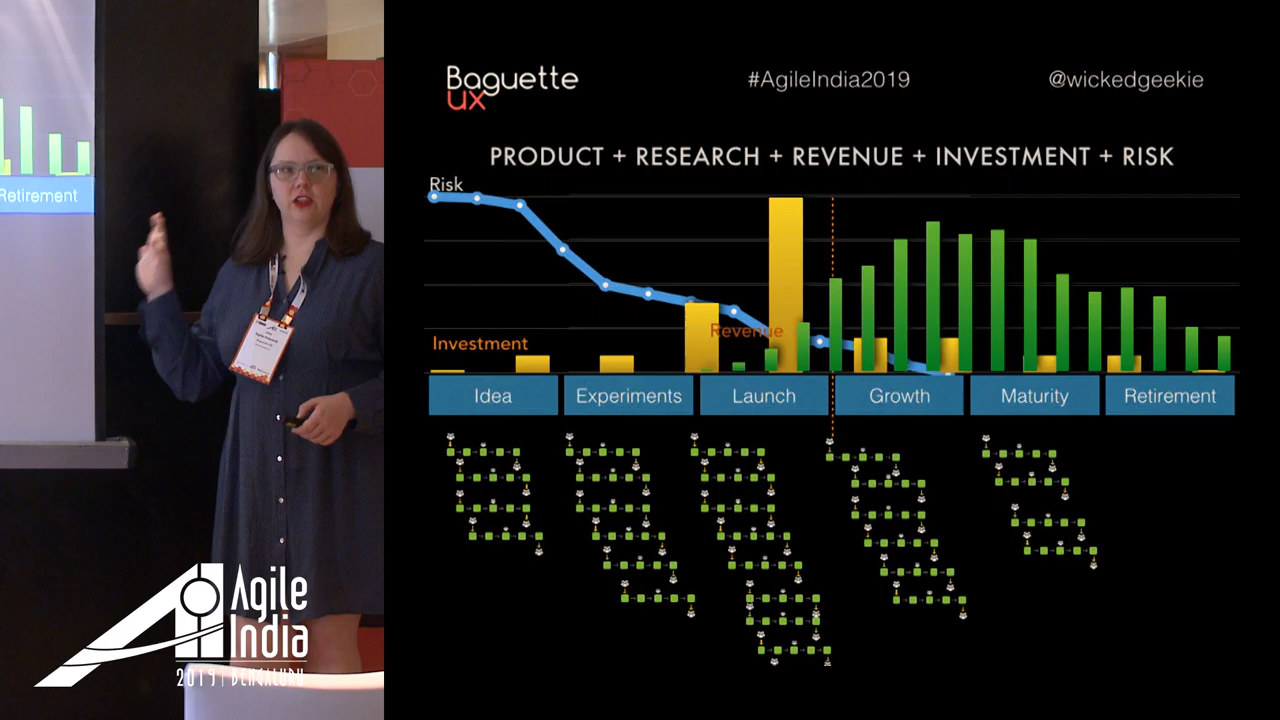 Retirement
Baguette
ux
#AgileIndia2019
@wickedgeekie
PRODUCT + RESEARCH + REVENUE + INVESTMENT + RISK
Risk
Investment
Revenue
Idea
Experiments
Launch
Growth
Maturity
Retirement
Agile
India
2019 | BENGALURU